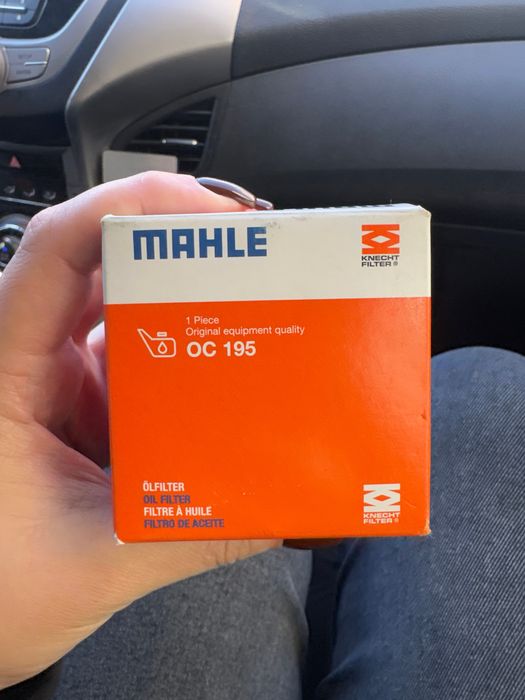 MAHLE
KNECHT
FILTER®
1 Piece
Original equipment quality
OC 195
ÖLFILTER
OIL FILTER
FILTRE À HUILE
FILTRO DE ACEITE
KNECHT
FILTER®